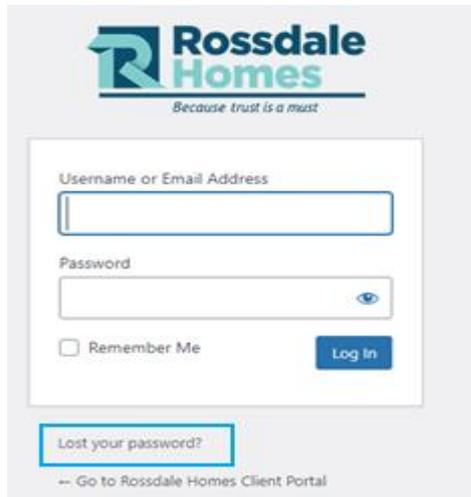 Rossdale
Homes
Because trust is a must
Username or Email Address
Password
Remember Me
Log In
Lost your password?
← Go to Rossdale Homes Client Portal